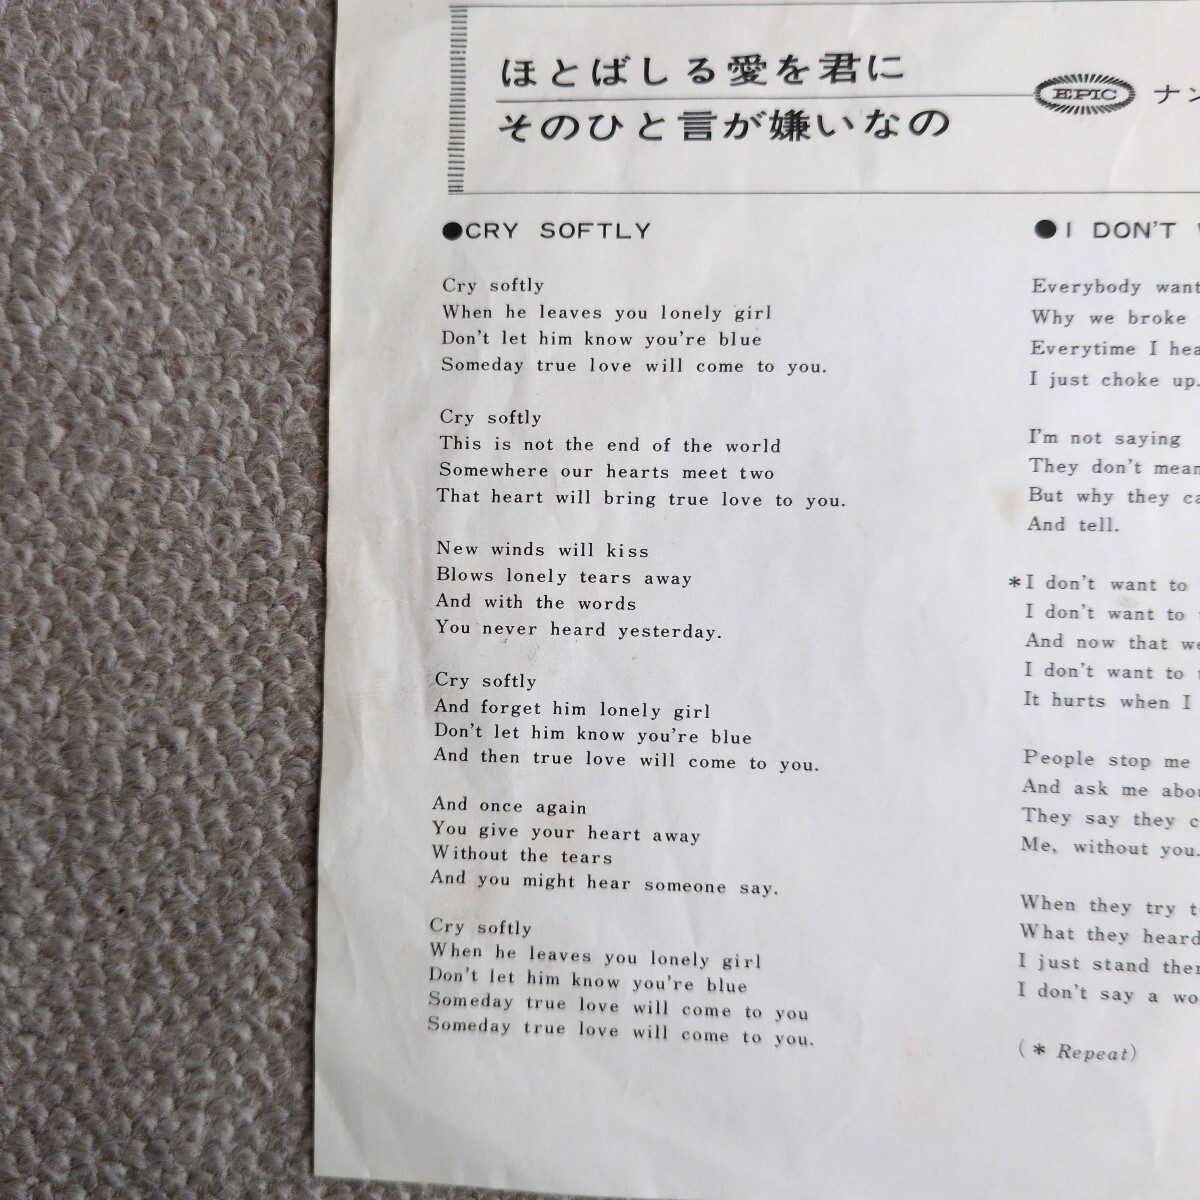 ほとばしる愛を君に
そのひと言が嫌いなの
EPIC
ナン
●CRY SOFTLY
Cry softly
When he leaves you lonely girl
Don't let him know you're blue
Someday true love will come to you.
Cry softly
This is not the end of the world
Somewhere our hearts meet two
That heart will bring true love to you.
New winds will kiss
Blows lonely tears away
And with the words
You never heard yesterday.
Cry softly
And forget him lonely girl
Don't let him know you're blue
And then true love will come to you.
And once again
You give your heart away
Without the tears
And you might hear someone say.
Cry softly
When he leaves you lonely girl
Don't let him know you're blue
Someday true love will come to you
Someday true love will come to you.
●I DON'T
Everybody want
Why we broke
Everytime I hea
I just choke up.
I'm not saying
They don't mean
But why they ca
And tell.
*I don't want to
I don't want to
And now that we
I don't want to
It hurts when I
People stop me
And ask me abou
They say they c
Me, without you.
When they try t
What they heard
I just stand ther
I don't say a wo
(* Repeat)